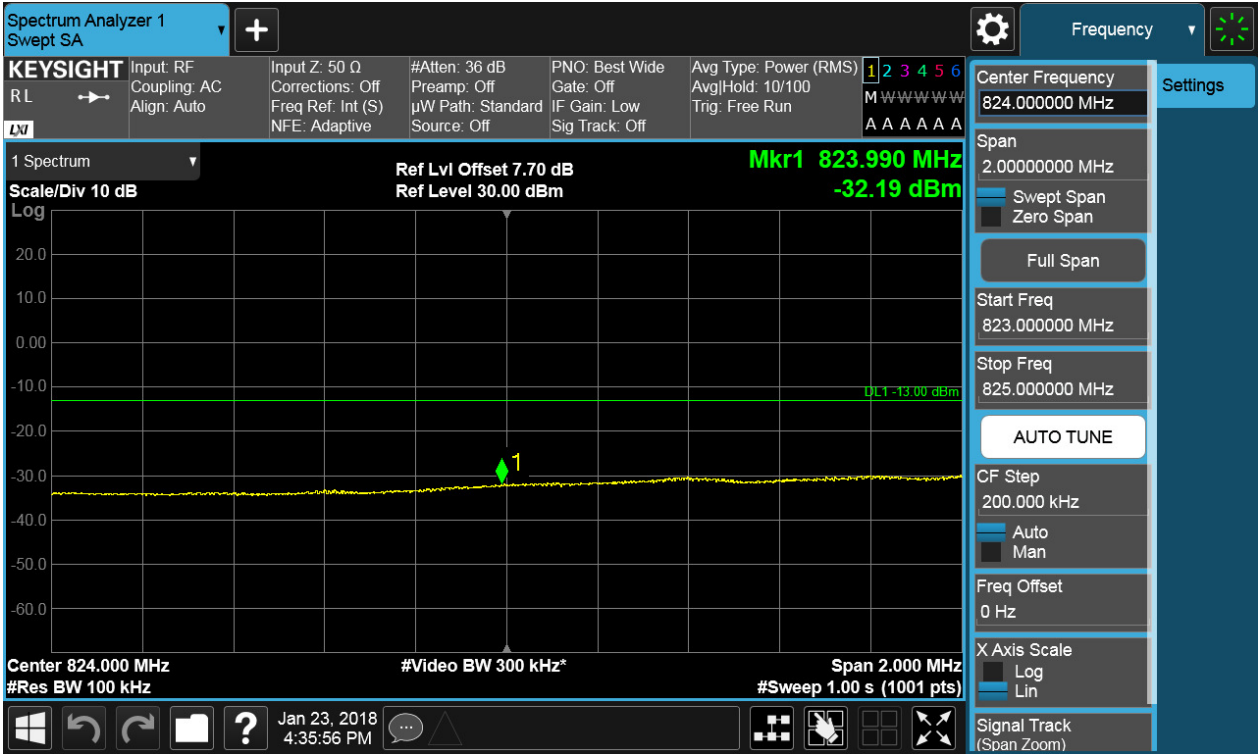 Spectrum Analyzer 1
Swept SA
+
Frequency
KEYSIGHT
R L
LXI
Input: RF
Coupling: AC
Align: Auto
Input Z: 50 Ω
Corrections: Off
Freq Ref: Int (S)
NFE: Adaptive
#Atten: 36 dB
Preamp: Off
µW Path: Standard
Source: Off
PNO: Best Wide
Gate: Off
IF Gain: Low
Sig Track: Off
Avg Type: Power (RMS)
Avg|Hold: 10/100
Trig: Free Run
1 2 3 4 5 6
M W W W W W
A A A A A A
1 Spectrum
Scale/Div 10 dB
Log
Ref Lvl Offset 7.70 dB
Ref Level 30.00 dBm
Mkr1 823.990 MHz
-32.19 dBm
20.0
10.0
0.00
-10.0
-20.0
-30.0
-40.0
-50.0
-60.0
DL1 -13.00 dBm
1
Center 824.000 MHz
#Res BW 100 kHz
#Video BW 300 kHz*
Span 2.000 MHz
#Sweep 1.00 s (1001 pts)
Center Frequency
824.000000 MHz
Settings
Span
2.00000000 MHz
Swept Span
Zero Span
Full Span
Start Freq
823.000000 MHz
Stop Freq
825.000000 MHz
AUTO TUNE
CF Step
200.000 kHz
Auto
Man
Freq Offset
0 Hz
X Axis Scale
Log
Lin
Signal Track
(Span Zoom)
?
Jan 23, 2018
4:35:56 PM